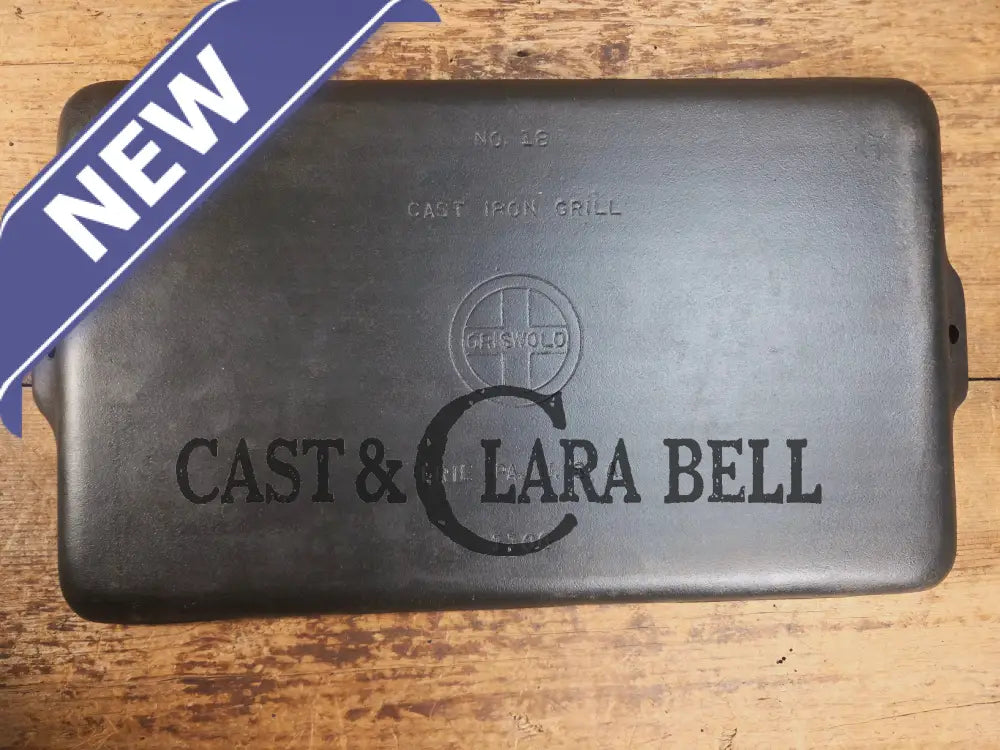 NEW
NO. 18
CAST IRON GRILL
GRISWOLD
CAST & CLARA BELL